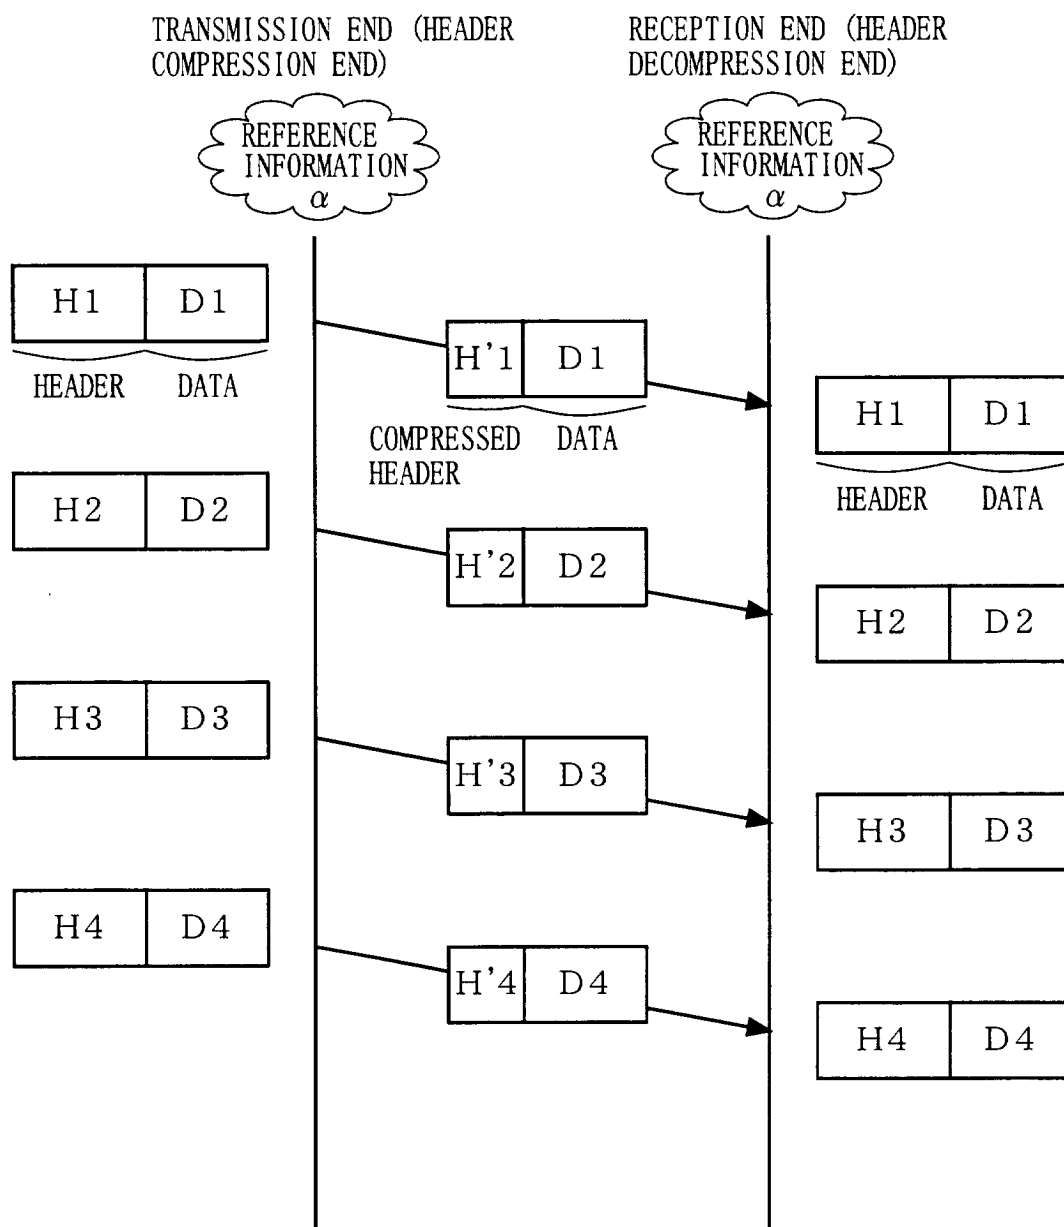 TRANSMISSION END (HEADER
COMPRESSION END)
RECEPTION END (HEADER
DECOMPRESSION END)
REFERENCE
INFORMATION
α
REFERENCE
INFORMATION
α
H1 D1
HEADER DATA
H'1 D1
COMPRESSED DATA
HEADER
H1 D1
HEADER DATA
H2 D2
H'2 D2
H2 D2
H3 D3
H'3 D3
H3 D3
H4 D4
H'4 D4
H4 D4